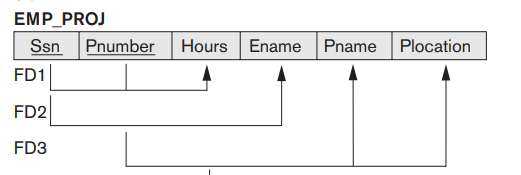 EMP_PROJ
Ssn Pnumber Hours Ename Pname Plocation
FD1
FD2
FD3